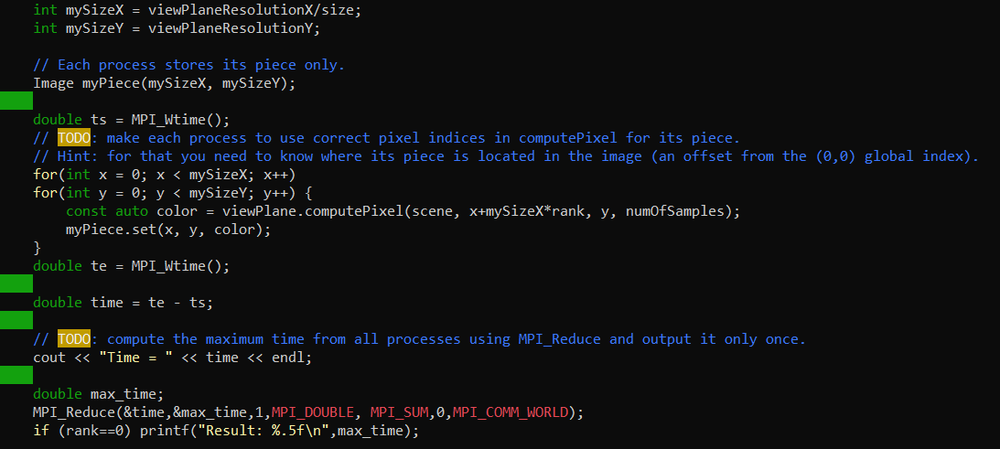 int mySizeX = viewPlaneResolutionX/size;
int mySizeY = viewPlaneResolutionY;
// Each process stores its piece only.
Image myPiece(mySizeX, mySizeY);
double ts = MPI_Wtime();
// TODO: make each process to use correct pixel indices in computePixel for its piece.
// Hint: for that you need to know where its piece is located in the image (an offset from the (0,0) global index).
for(int x = 0; x < mySizeX; x++)
for(int y = 0; y < mySizeY; y++) {
const auto color = viewPlane.computePixel(scene, x+mySizeX*rank, y, numOfSamples);
myPiece.set(x, y, color);
}
double te = MPI_Wtime();
double time = te - ts;
// TODO: compute the maximum time from all processes using MPI_Reduce and output it only once.
cout << "Time = " << time << endl;
double max_time;
MPI_Reduce(&time,&max_time,1,MPI_DOUBLE, MPI_SUM,0,MPI_COMM_WORLD);
if (rank==0) printf("Result: %.5f\n",max_time);